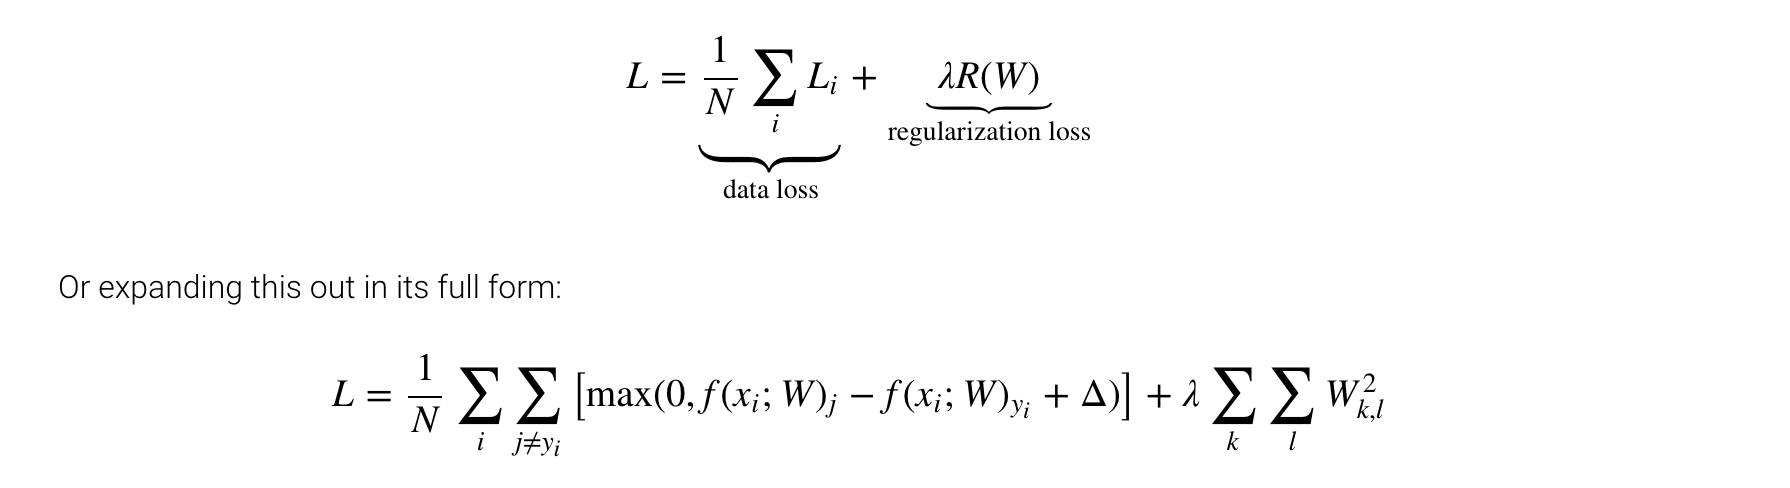 L = 1/N ∑_i L_i + λR(W)
regularization loss
data loss
Or expanding this out in its full form:
L = 1/N ∑_i ∑_{j≠y_i} [max(0, f(x_i; W)_j − f(x_i; W)_{y_i} + Δ)] + λ ∑_k ∑_l W_{k,l}^2